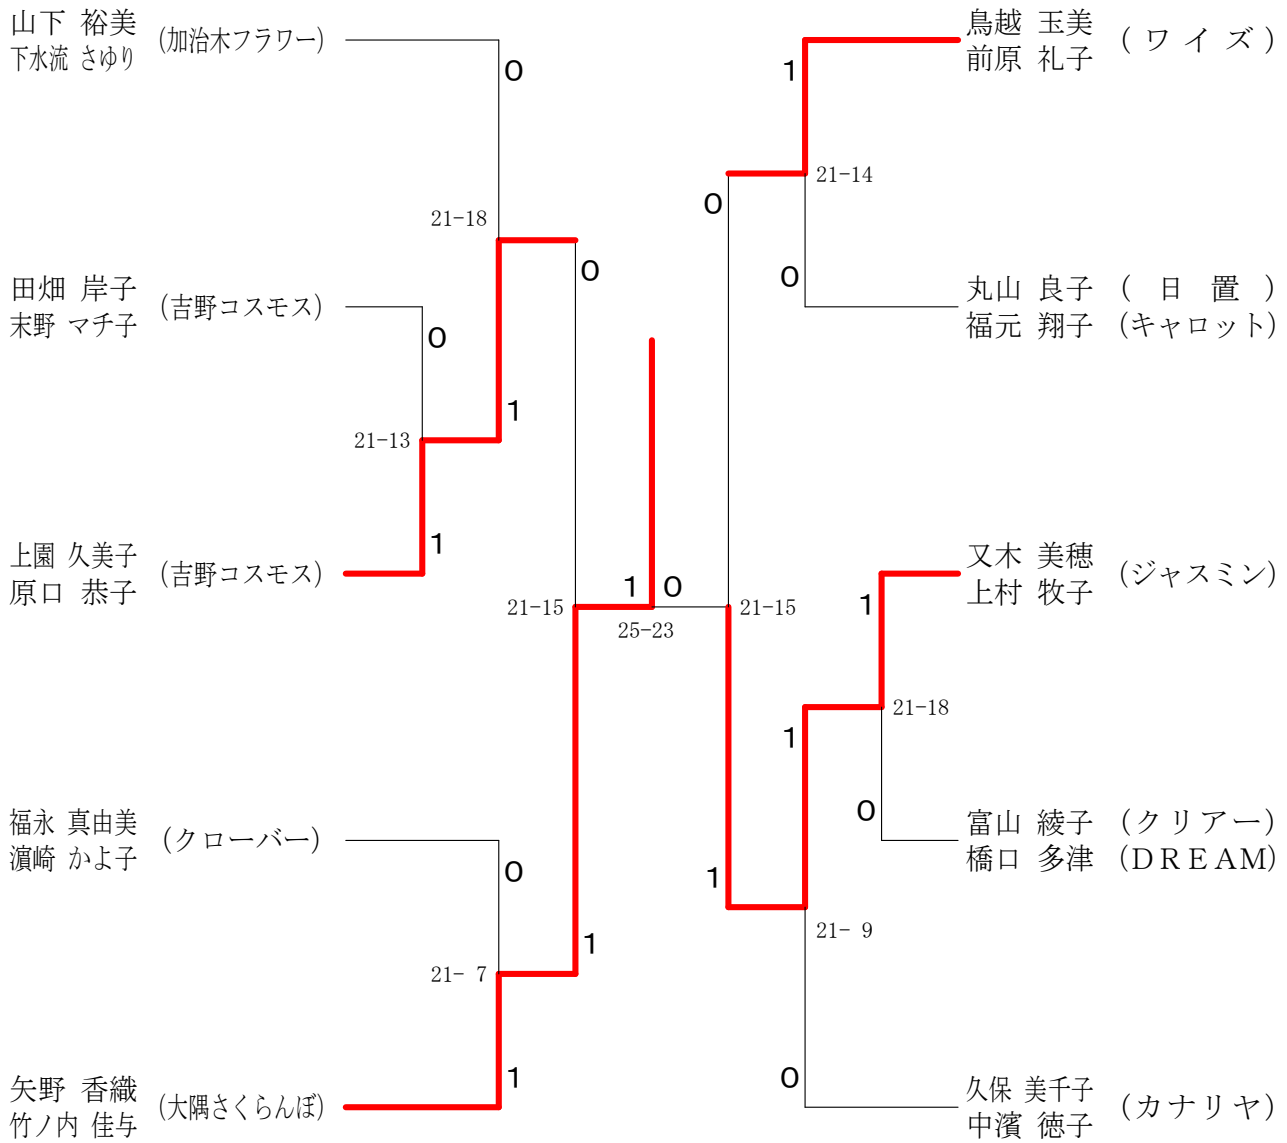 山下 裕美
下水流 さゆり
(加治木フラワー)
0
21-18
田畑 岸子
末野 マチ子
(吉野コスモス)
0
1
21-13
上園 久美子
原口 恭子
(吉野コスモス)
1
0
21-15
福永 真由美
濵崎 かよ子
(クローバー)
0
1
21- 7
矢野 香織
竹ノ内 佳与
(大隅さくらんぼ)
1
1 0
25-23
鳥越 玉美
前原 礼子
(ワイズ)
1
21-14
0
0
丸山 良子 (日置)
福元 翔子 (キャロット)
又木 美穂
上村 牧子
(ジャスミン)
21-15
1
21-18
1
0
富山 綾子 (クリアー)
橋口 多津 (DREAM)
1
21- 9
0
久保 美千子
中濱 徳子
(カナリヤ)